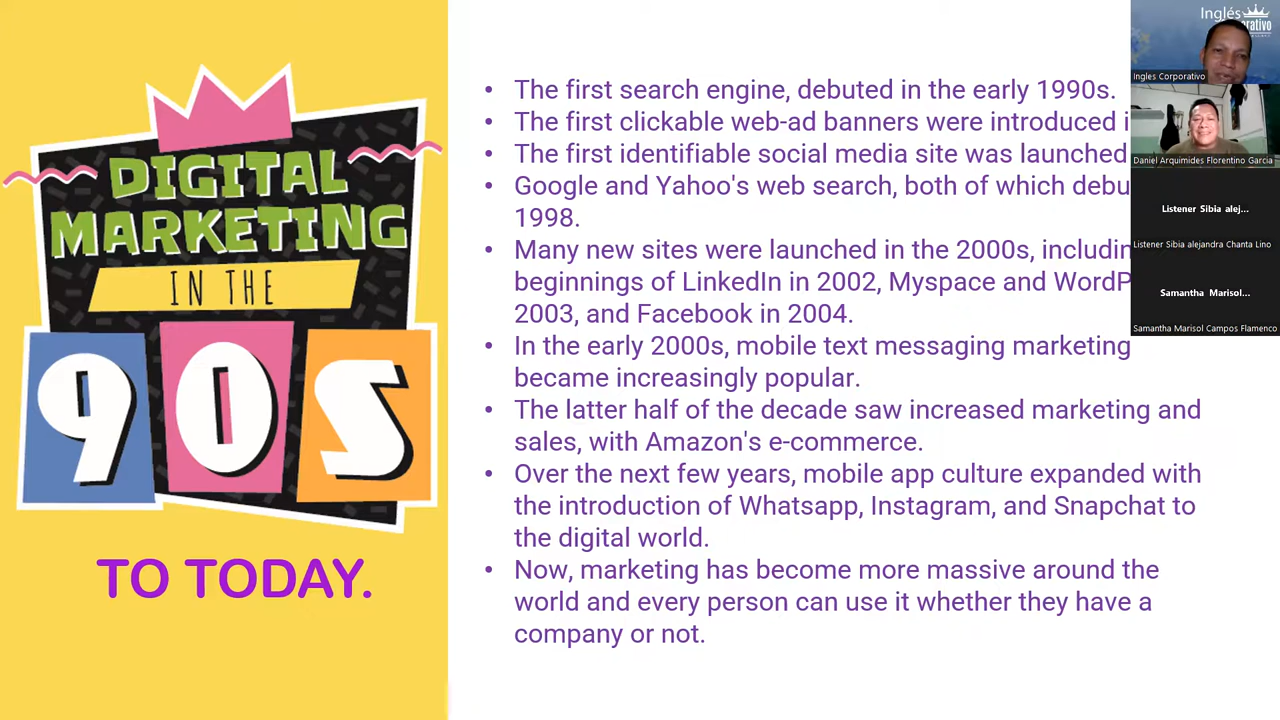 DIGITAL
MARKETING
IN THE
90S
TO TODAY.
• The first search engine, debuted in the early 1990s.
• The first clickable web-ad banners were introduced
• The first identifiable social media site was launched
• Google and Yahoo's web search, both of which
1998.
• Many new sites were launched in the 2000s,
beginnings of LinkedIn in 2002, Myspace and
2003, and Facebook in 2004.
• In the early 2000s, mobile text messaging marketing
became increasingly popular.
• The latter half of the decade saw increased marketing and
sales, with Amazon's e-commerce.
• Over the next few years, mobile app culture expanded with
the introduction of Whatsapp, Instagram, and Snapchat to
the digital world.
• Now, marketing has become more massive around the
world and every person can use it whether they have a
company or not.
Inglés
Ingles Corporativo
Daniel Arquimides Florentino Garcia
Listener Sibia alej...
Listener Sibia alejandra Chanta Lino
Samantha Marisol...
Samantha Marisol Campos Flamenco